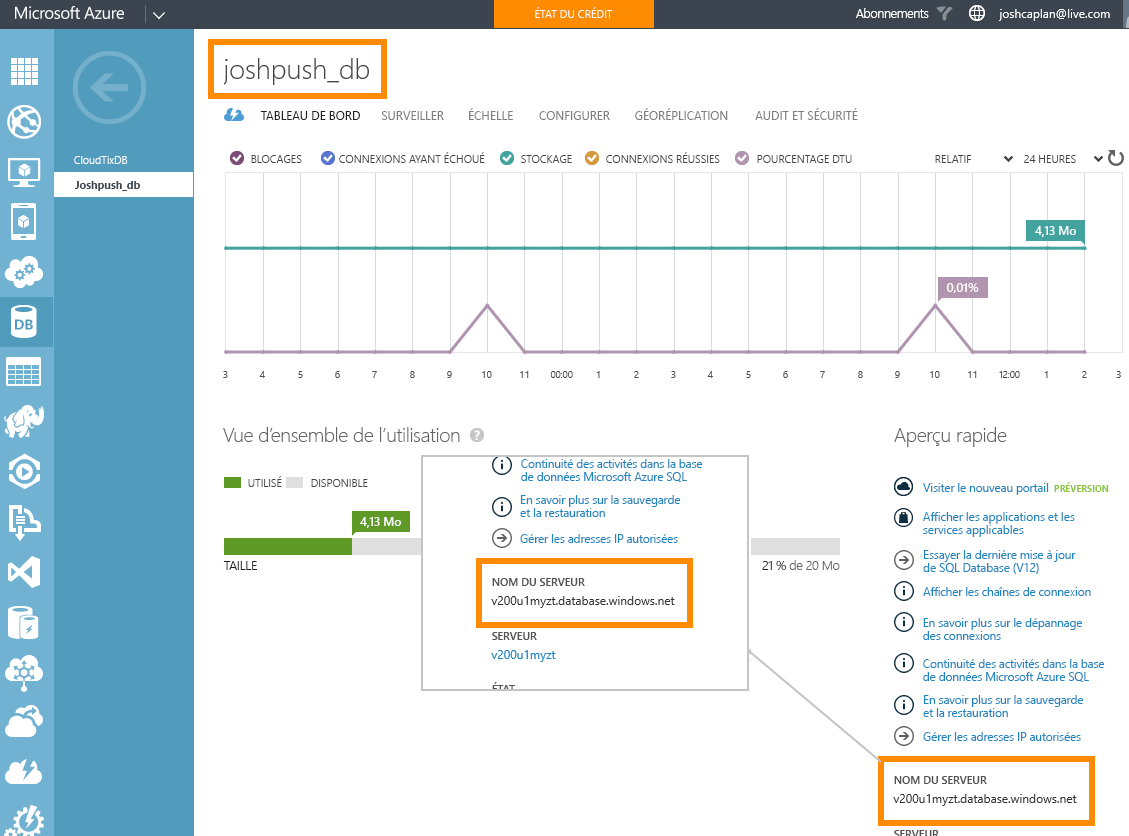 Microsoft Azure
ÉTAT DU CRÉDIT
Abonnements
joshcaplan@live.com
CloudTixDB
Joshpush_db
DB
joshpush_db
TABLEAU DE BORD SURVEILLER ÉCHELLE CONFIGURER GÉORÉPLICATION AUDIT ET SÉCURITÉ
BLOCAGES CONNEXIONS AYANT ÉCHOUÉ STOCKAGE CONNEXIONS RÉUSSIES POURCENTAGE DTU RELATIF 24 HEURES
4,13 Mo
0,01%
3 4 5 6 7 8 9 10 11 00:00 1 2 3 4 5 6 7 8 9 10 11 12:00 1 2 3
Vue d'ensemble de l'utilisation ?
UTILISÉ DISPONIBLE
4,13 Mo
TAILLE
21 % de 20 Mo
Continuité des activités dans la base
de données Microsoft Azure SQL
En savoir plus sur la sauvegarde
et la restauration
Gérer les adresses IP autorisées
NOM DU SERVEUR
v200u1myzt.database.windows.net
SERVEUR
v200u1myzt
ÉTAT
Aperçu rapide
Visiter le nouveau portail PRÉVERSION
Afficher les applications et les
services applicables
Essayer la dernière mise à jour
de SQL Database (V12)
Afficher les chaînes de connexion
En savoir plus sur le dépannage
des connexions
Continuité des activités dans la base
de données Microsoft Azure SQL
En savoir plus sur la sauvegarde
et la restauration
Gérer les adresses IP autorisées
NOM DU SERVEUR
v200u1myzt.database.windows.net
SERVEUR